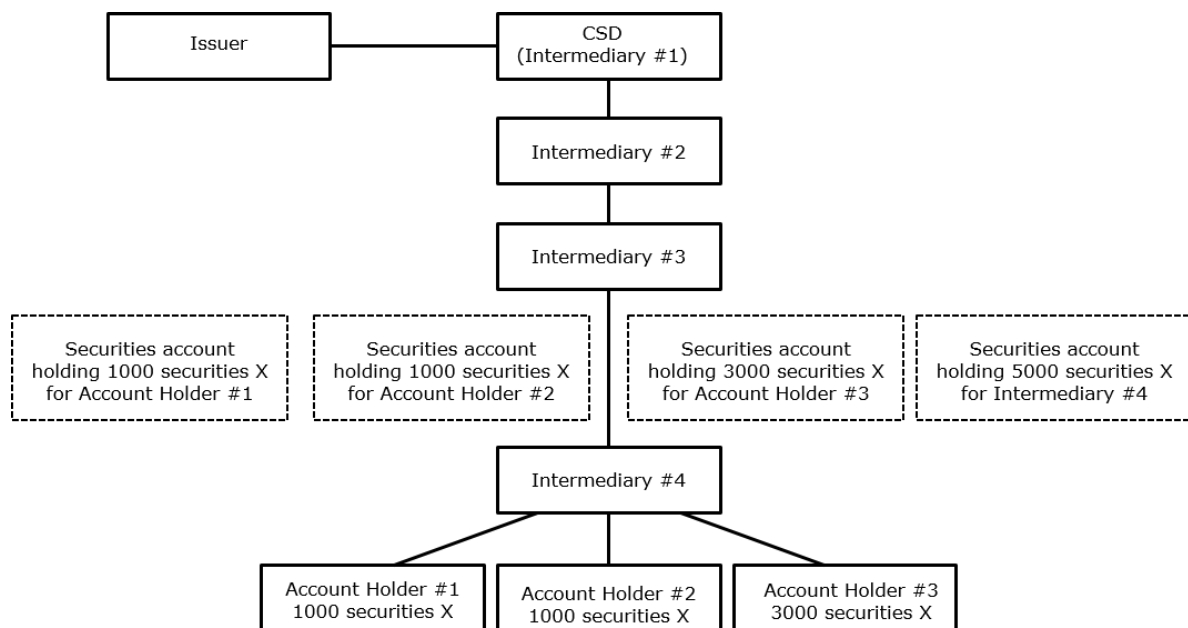 Issuer
CSD
(Intermediary #1)
Intermediary #2
Intermediary #3
Securities account
holding 1000 securities X
for Account Holder #1
Securities account
holding 1000 securities X
for Account Holder #2
Securities account
holding 3000 securities X
for Account Holder #3
Securities account
holding 5000 securities X
for Intermediary #4
Intermediary #4
Account Holder #1
1000 securities X
Account Holder #2
1000 securities X
Account Holder #3
3000 securities X